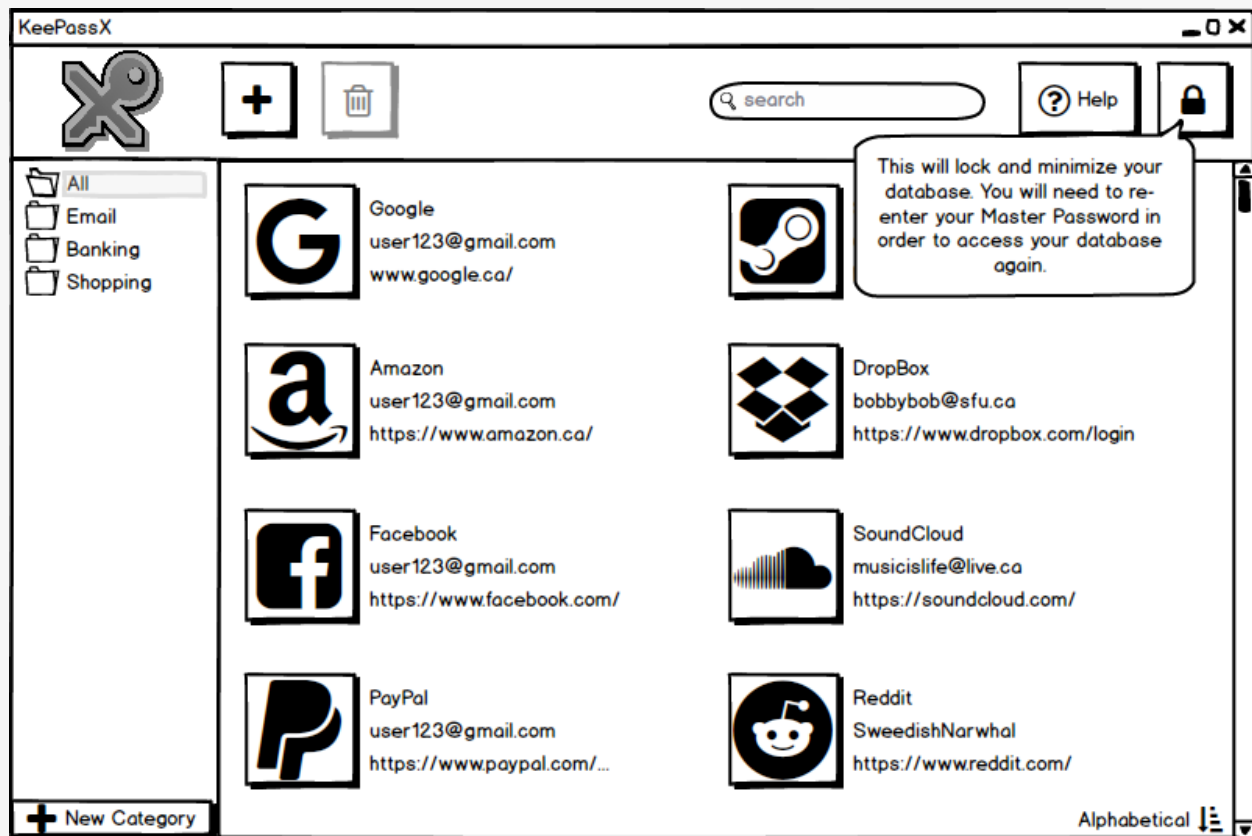 KeePassX
search
Help
This will lock and minimize your
database. You will need to re-
enter your Master Password in
order to access your database
again.
All
Email
Banking
Shopping
Google
user123@gmail.com
www.google.ca/
Amazon
user123@gmail.com
https://www.amazon.ca/
DropBox
bobbybob@sfu.ca
https://www.dropbox.com/login
Facebook
user123@gmail.com
https://www.facebook.com/
SoundCloud
musicislife@live.ca
https://soundcloud.com/
PayPal
user123@gmail.com
https://www.paypal.com/...
Reddit
SweedishNarwhal
https://www.reddit.com/
New Category
Alphabetical